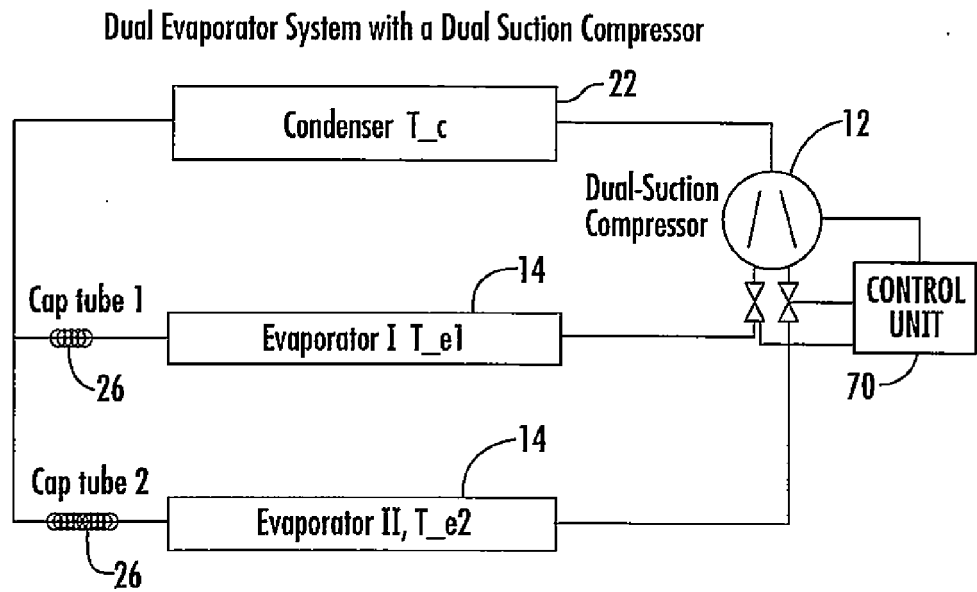 Dual Evaporator System with a Dual Suction Compressor
22
Condenser T_c
12
Dual-Suction
Compressor
14
Cap tube 1
Evaporator I T_e1
CONTROL
UNIT
26
70
14
Cap tube 2
Evaporator II, T_e2
26